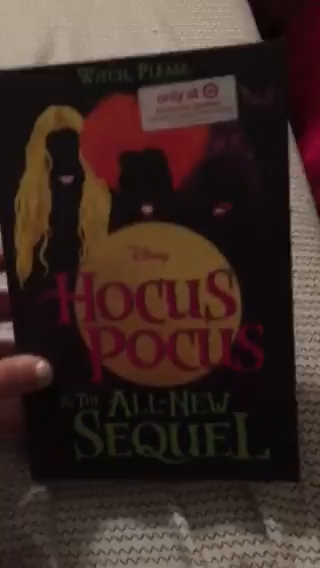 WITCH, PLEASE.
only at
Disney
HOCUS
POCUS
& THE ALL-NEW
SEQUEL